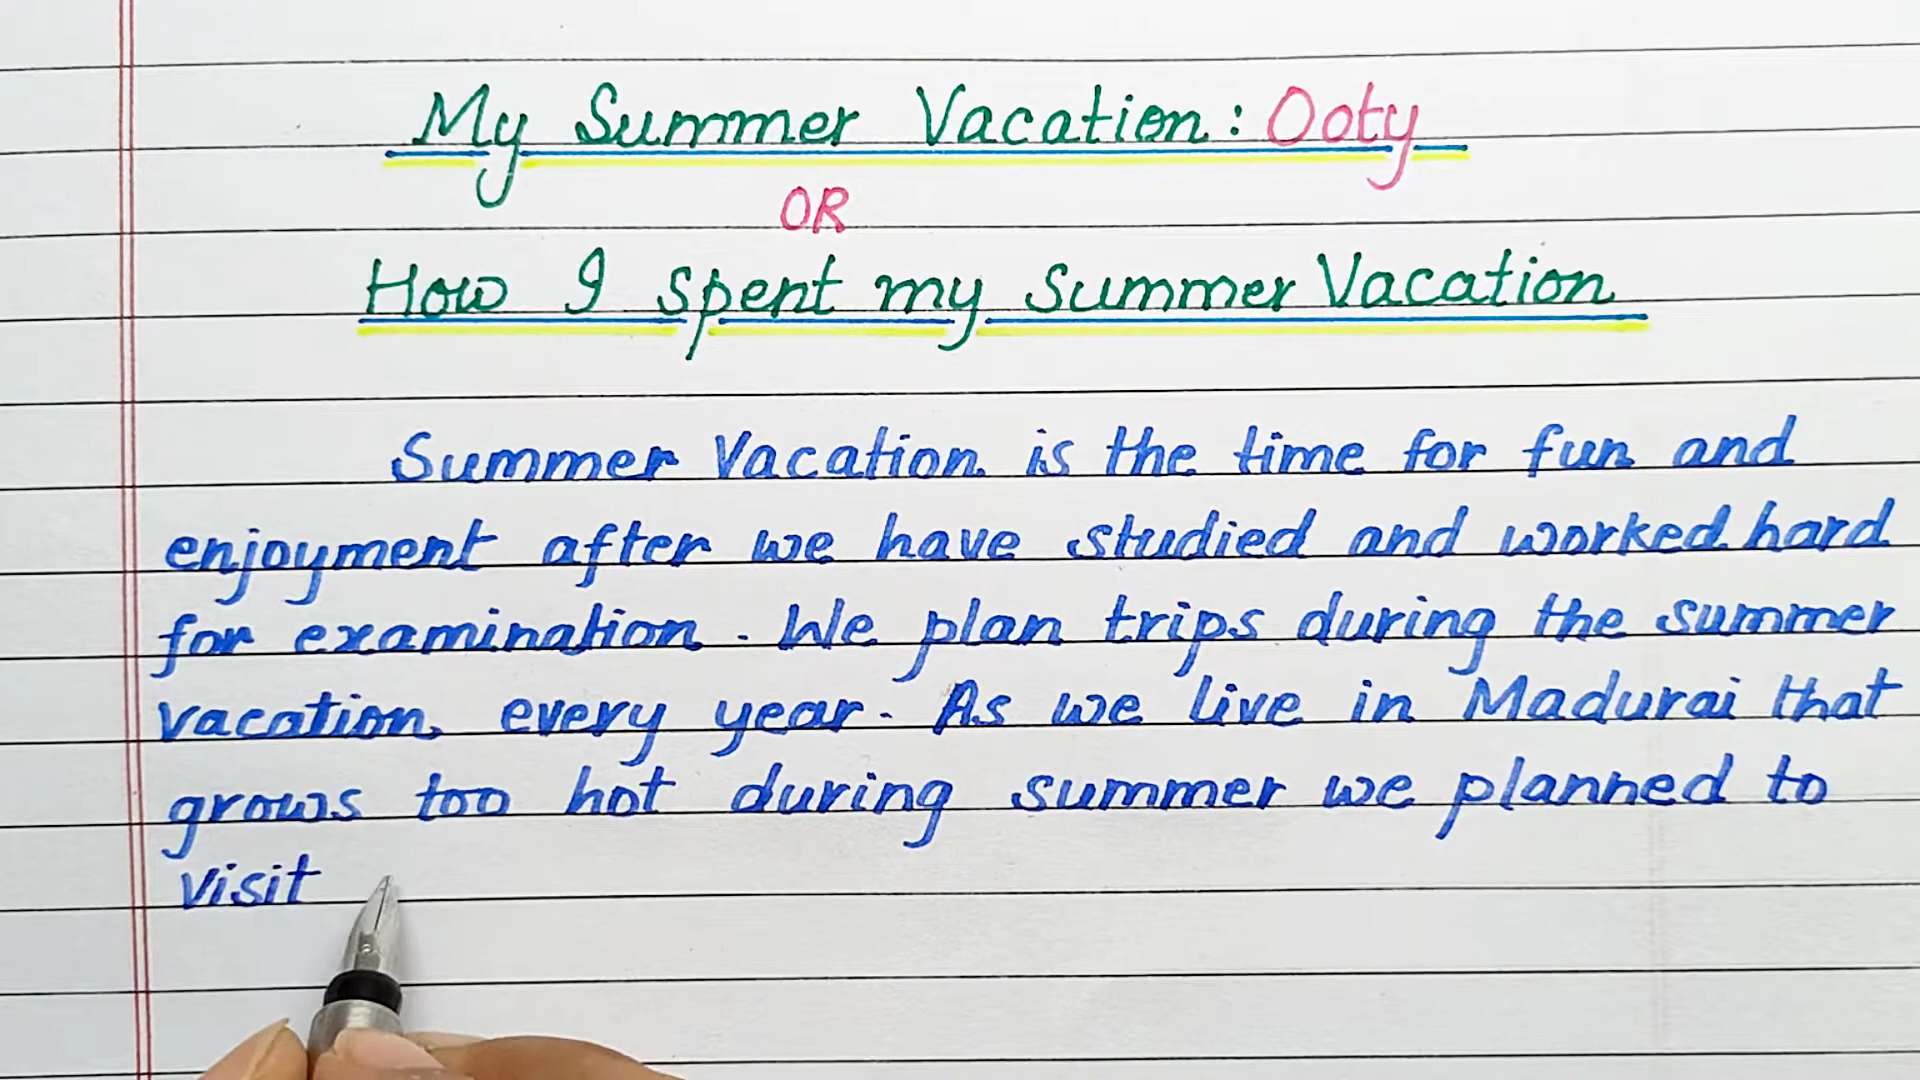 My Summer Vacation: Ooty
OR
How I spent my Summer Vacation
Summer Vacation is the time for fun and
enjoyment after we have studied and worked hard
for examination. We plan trips during the summer
vacation, every year. As we live in Madurai that
grows too hot during summer we planned to
visit